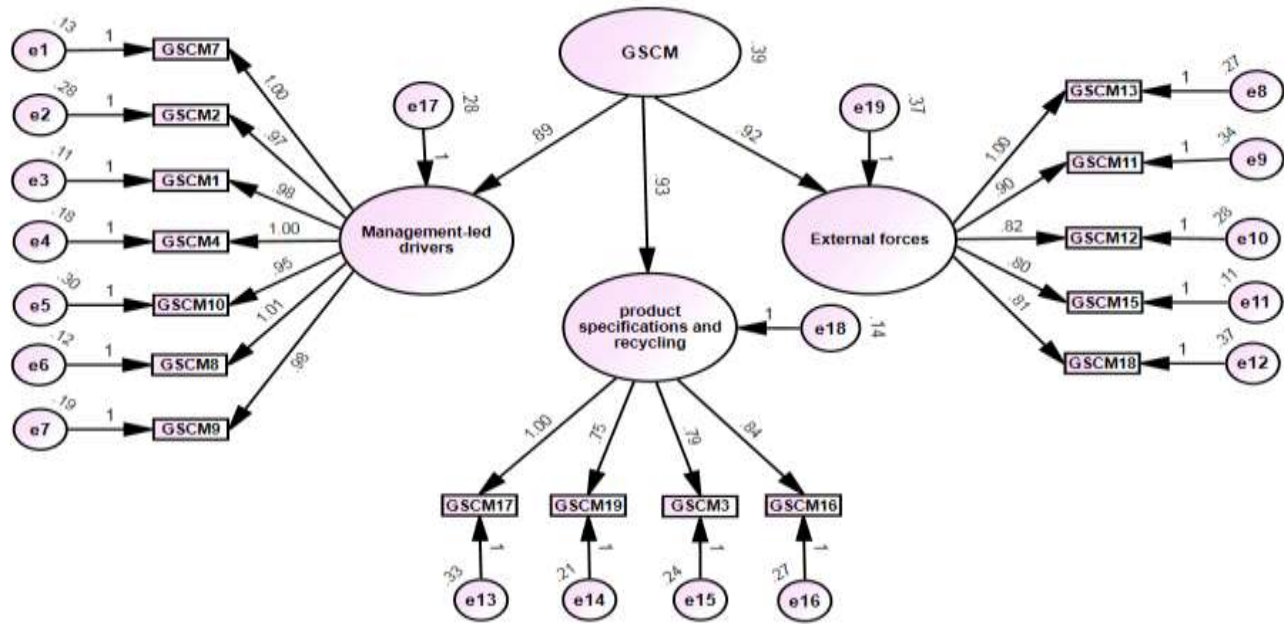 GSCM
.39
.13
e1
1
GSCM7
1.00
.28
e2
1
GSCM2
.97
.11
e3
1
GSCM1
.98
.18
e4
1
GSCM4
1.00
.30
e5
1
GSCM10
.95
.12
e6
1
GSCM8
1.01
.19
e7
1
GSCM9
.98
e17
.28
1
.89
Management-led
drivers
.93
product
specifications and
recycling
1
e18
.14
.92
e19
.37
1
External forces
1.00
GSCM13
1
.27
e8
.90
GSCM11
1
.34
e9
.82
GSCM12
1
.28
e10
.80
GSCM15
1
.11
e11
.81
GSCM18
1
.37
e12
1.00
.75
.79
.84
GSCM17
GSCM19
GSCM3
GSCM16
1
1
1
1
.33
e13
.21
e14
.24
e15
.27
e16